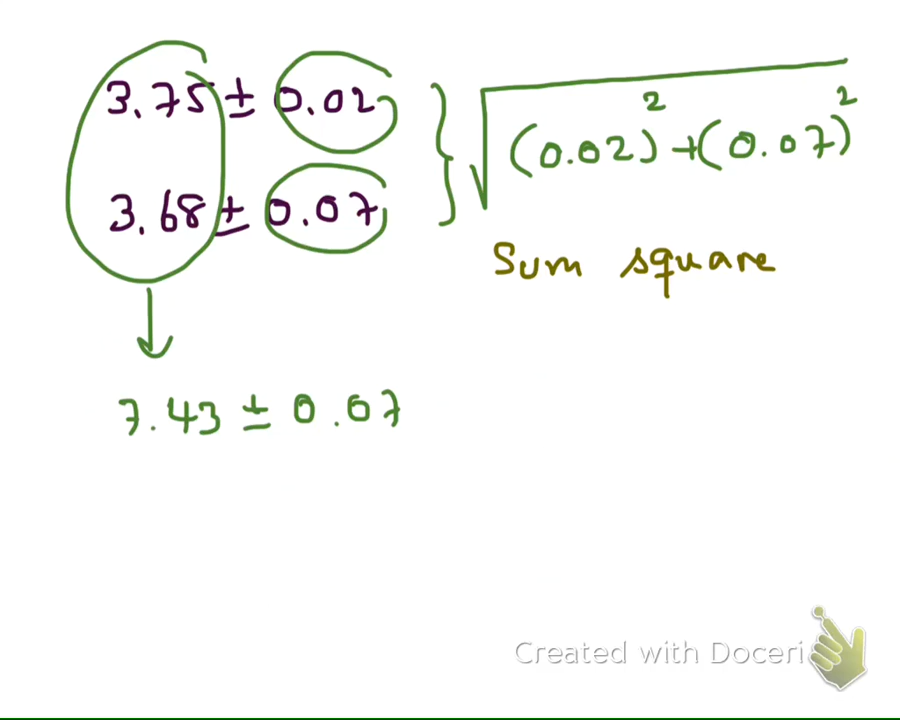 3.75 ± 0.02 } √(0.02)² + (0.07)²
3.68 ± 0.07
Sum square
7.43 ± 0.07
Created with Doceri